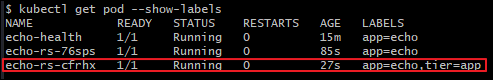 $ kubectl get pod --show-labels
NAME READY STATUS RESTARTS AGE LABELS
echo-health 1/1 Running 0 15m app=echo
echo-rs-76sps 1/1 Running 0 85s app=echo
echo-rs-cfrhx 1/1 Running 0 27s app=echo,tier=app